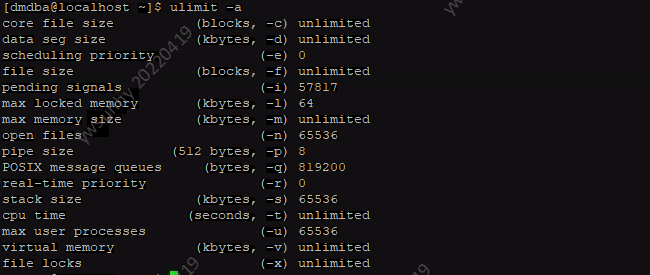 [dmdba@localhost ~]$ ulimit -a
core file size (blocks, -c) unlimited
data seg size (kbytes, -d) unlimited
scheduling priority (-e) 0
file size (blocks, -f) unlimited
pending signals (-i) 57817
max locked memory (kbytes, -l) 64
max memory size (kbytes, -m) unlimited
open files (-n) 65536
pipe size (512 bytes, -p) 8
POSIX message queues (bytes, -q) 819200
real-time priority (-r) 0
stack size (kbytes, -s) 65536
cpu time (seconds, -t) unlimited
max user processes (-u) 65536
virtual memory (kbytes, -v) unlimited
file locks (-x) unlimited
20220419